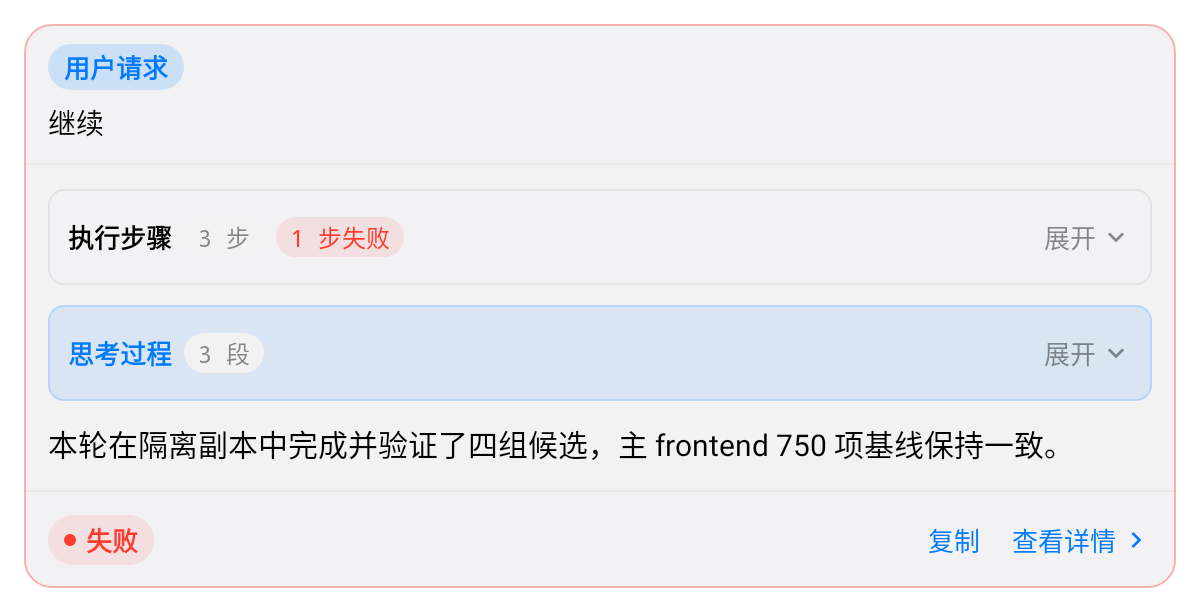 用户请求
继续
执行步骤 3 步 1 步失败 展开
思考过程 3 段 展开
本轮在隔离副本中完成并验证了四组候选，主 frontend 750 项基线保持一致。
失败 复制 查看详情